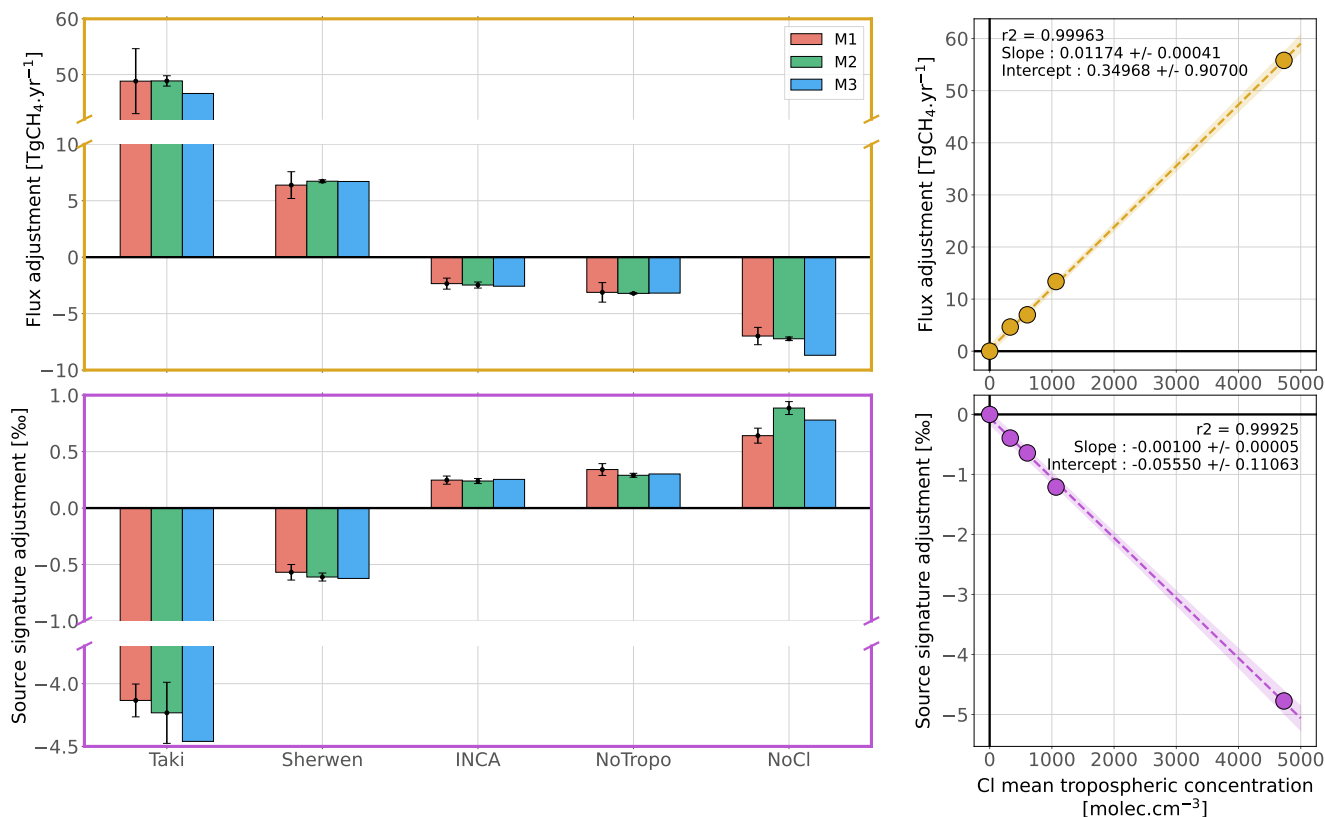 Flux adjustment [TgCH₄.yr⁻¹]
60
50
10
5
0
−5
−10
M1
M2
M3
Source signature adjustment [‰]
1.0
0.5
0.0
−0.5
−1.0
−4.0
−4.5
Taki
Sherwen
INCA
NoTropo
NoCl
Flux adjustment [TgCH₄.yr⁻¹]
60
50
40
30
20
10
0
r2 = 0.99963
Slope : 0.01174 +/- 0.00041
Intercept : 0.34968 +/- 0.90700
0 1000 2000 3000 4000 5000
Source signature adjustment [‰]
0
−1
−2
−3
−4
−5
r2 = 0.99925
Slope : -0.00100 +/- 0.00005
Intercept : -0.05550 +/- 0.11063
0 1000 2000 3000 4000 5000
Cl mean tropospheric concentration
[molec.cm⁻³]